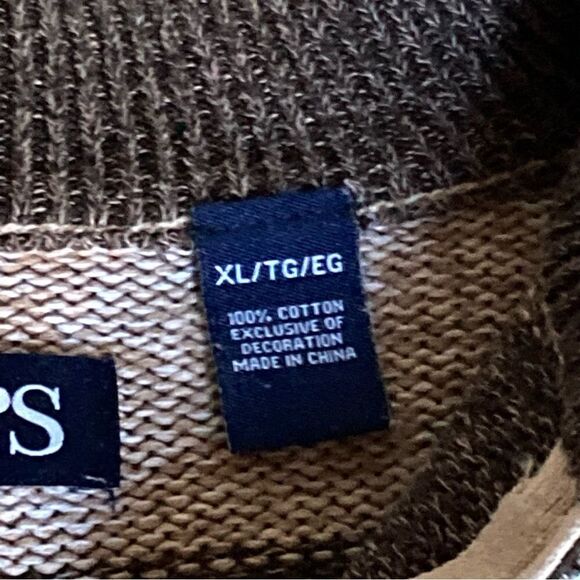 XL/TG/EG
100% COTTON
EXCLUSIVE OF
DECORATION
MADE IN CHINA
PS